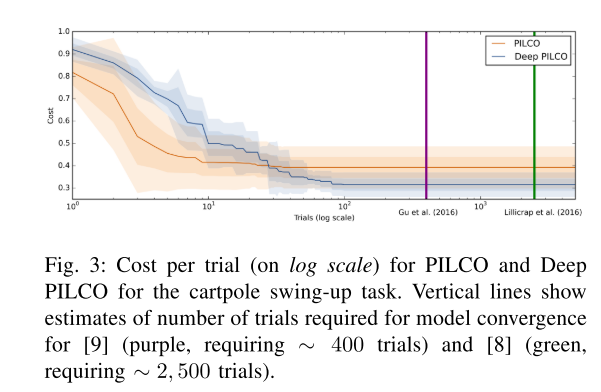 1.0
0.9
0.8
0.7
0.6
0.5
0.4
0.3
Cost
PILCO
Deep PILCO
10^0
10^1
10^2
10^3
Trials (log scale)
Gu et al. (2016)
Lillicrap et al. (2016)
Fig. 3: Cost per trial (on log scale) for PILCO and Deep
PILCO for the cartpole swing-up task. Vertical lines show
estimates of number of trials required for model convergence
for [9] (purple, requiring ∼ 400 trials) and [8] (green,
requiring ∼ 2,500 trials).